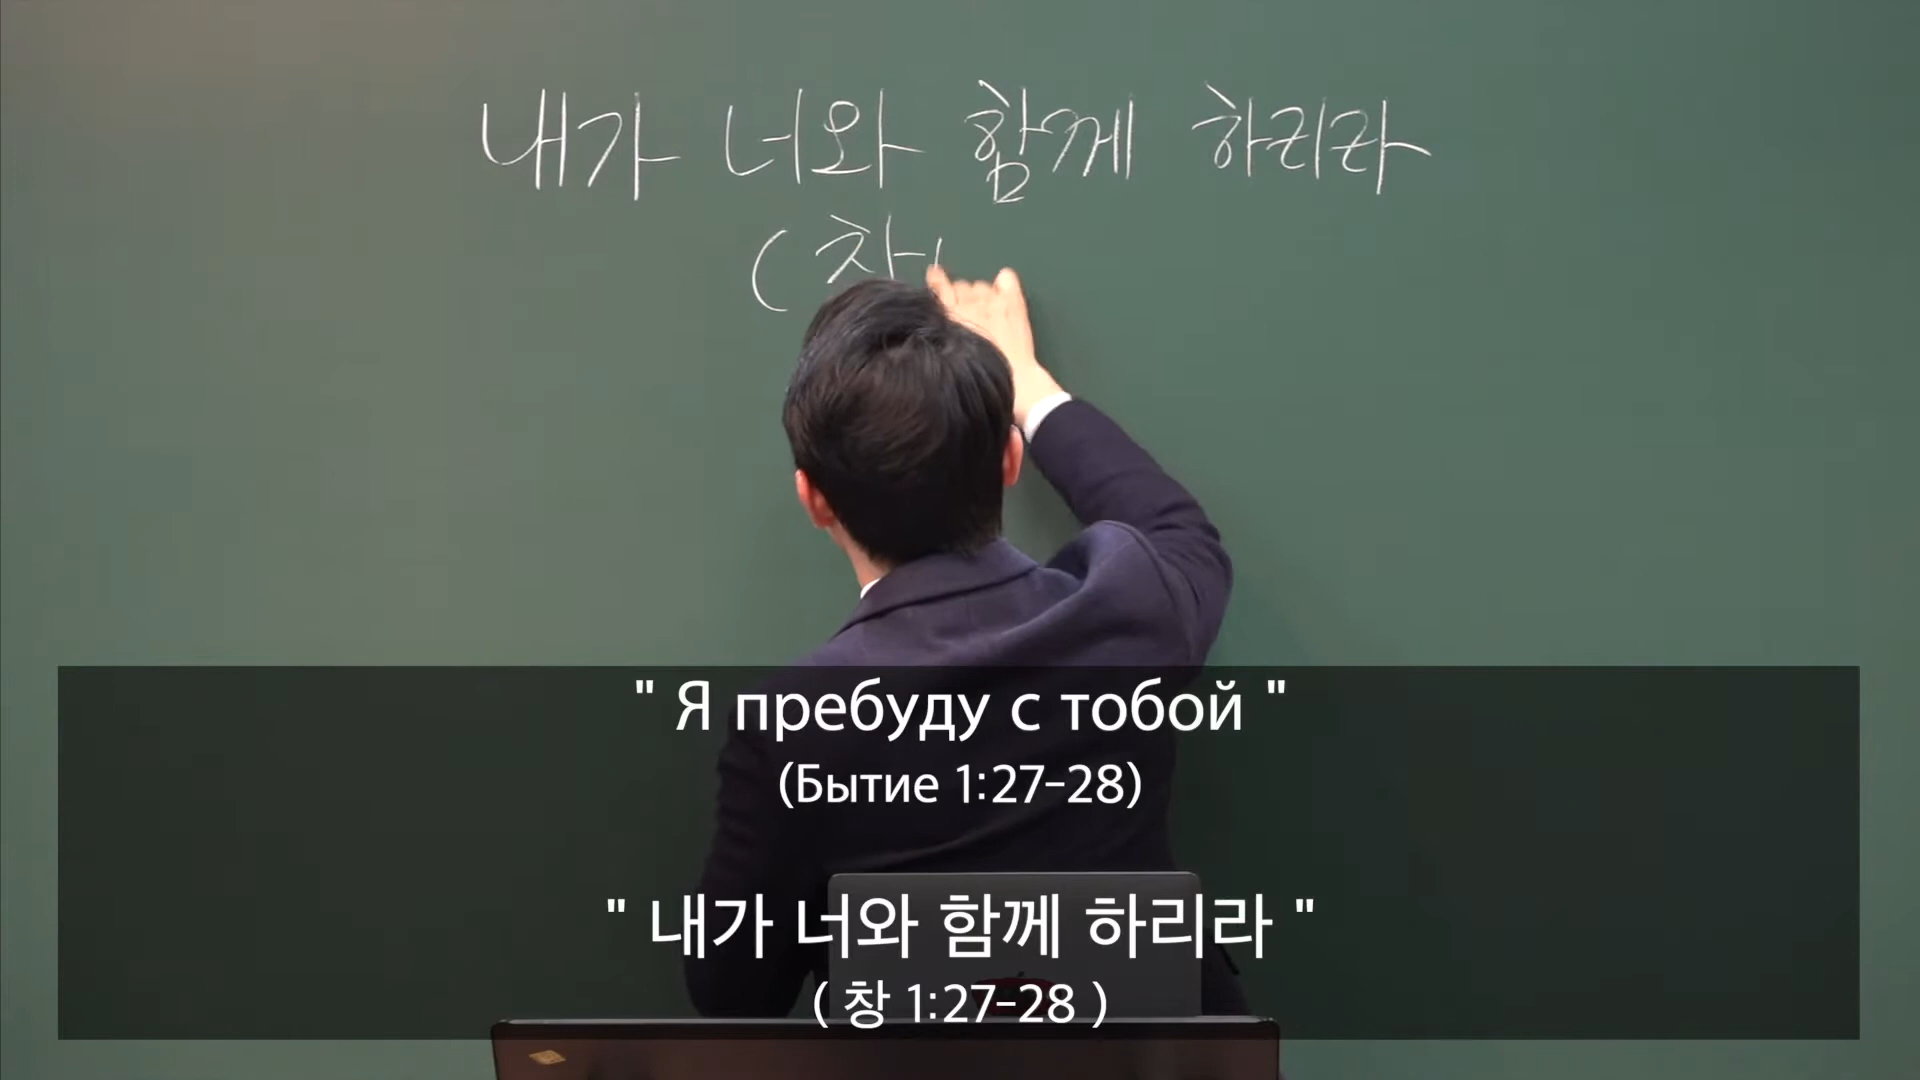 내가 너와 함께 하리라
(창
" Я пребуду с тобой "
(Бытие 1:27-28)
" 내가 너와 함께 하리라 "
( 창 1:27-28 )